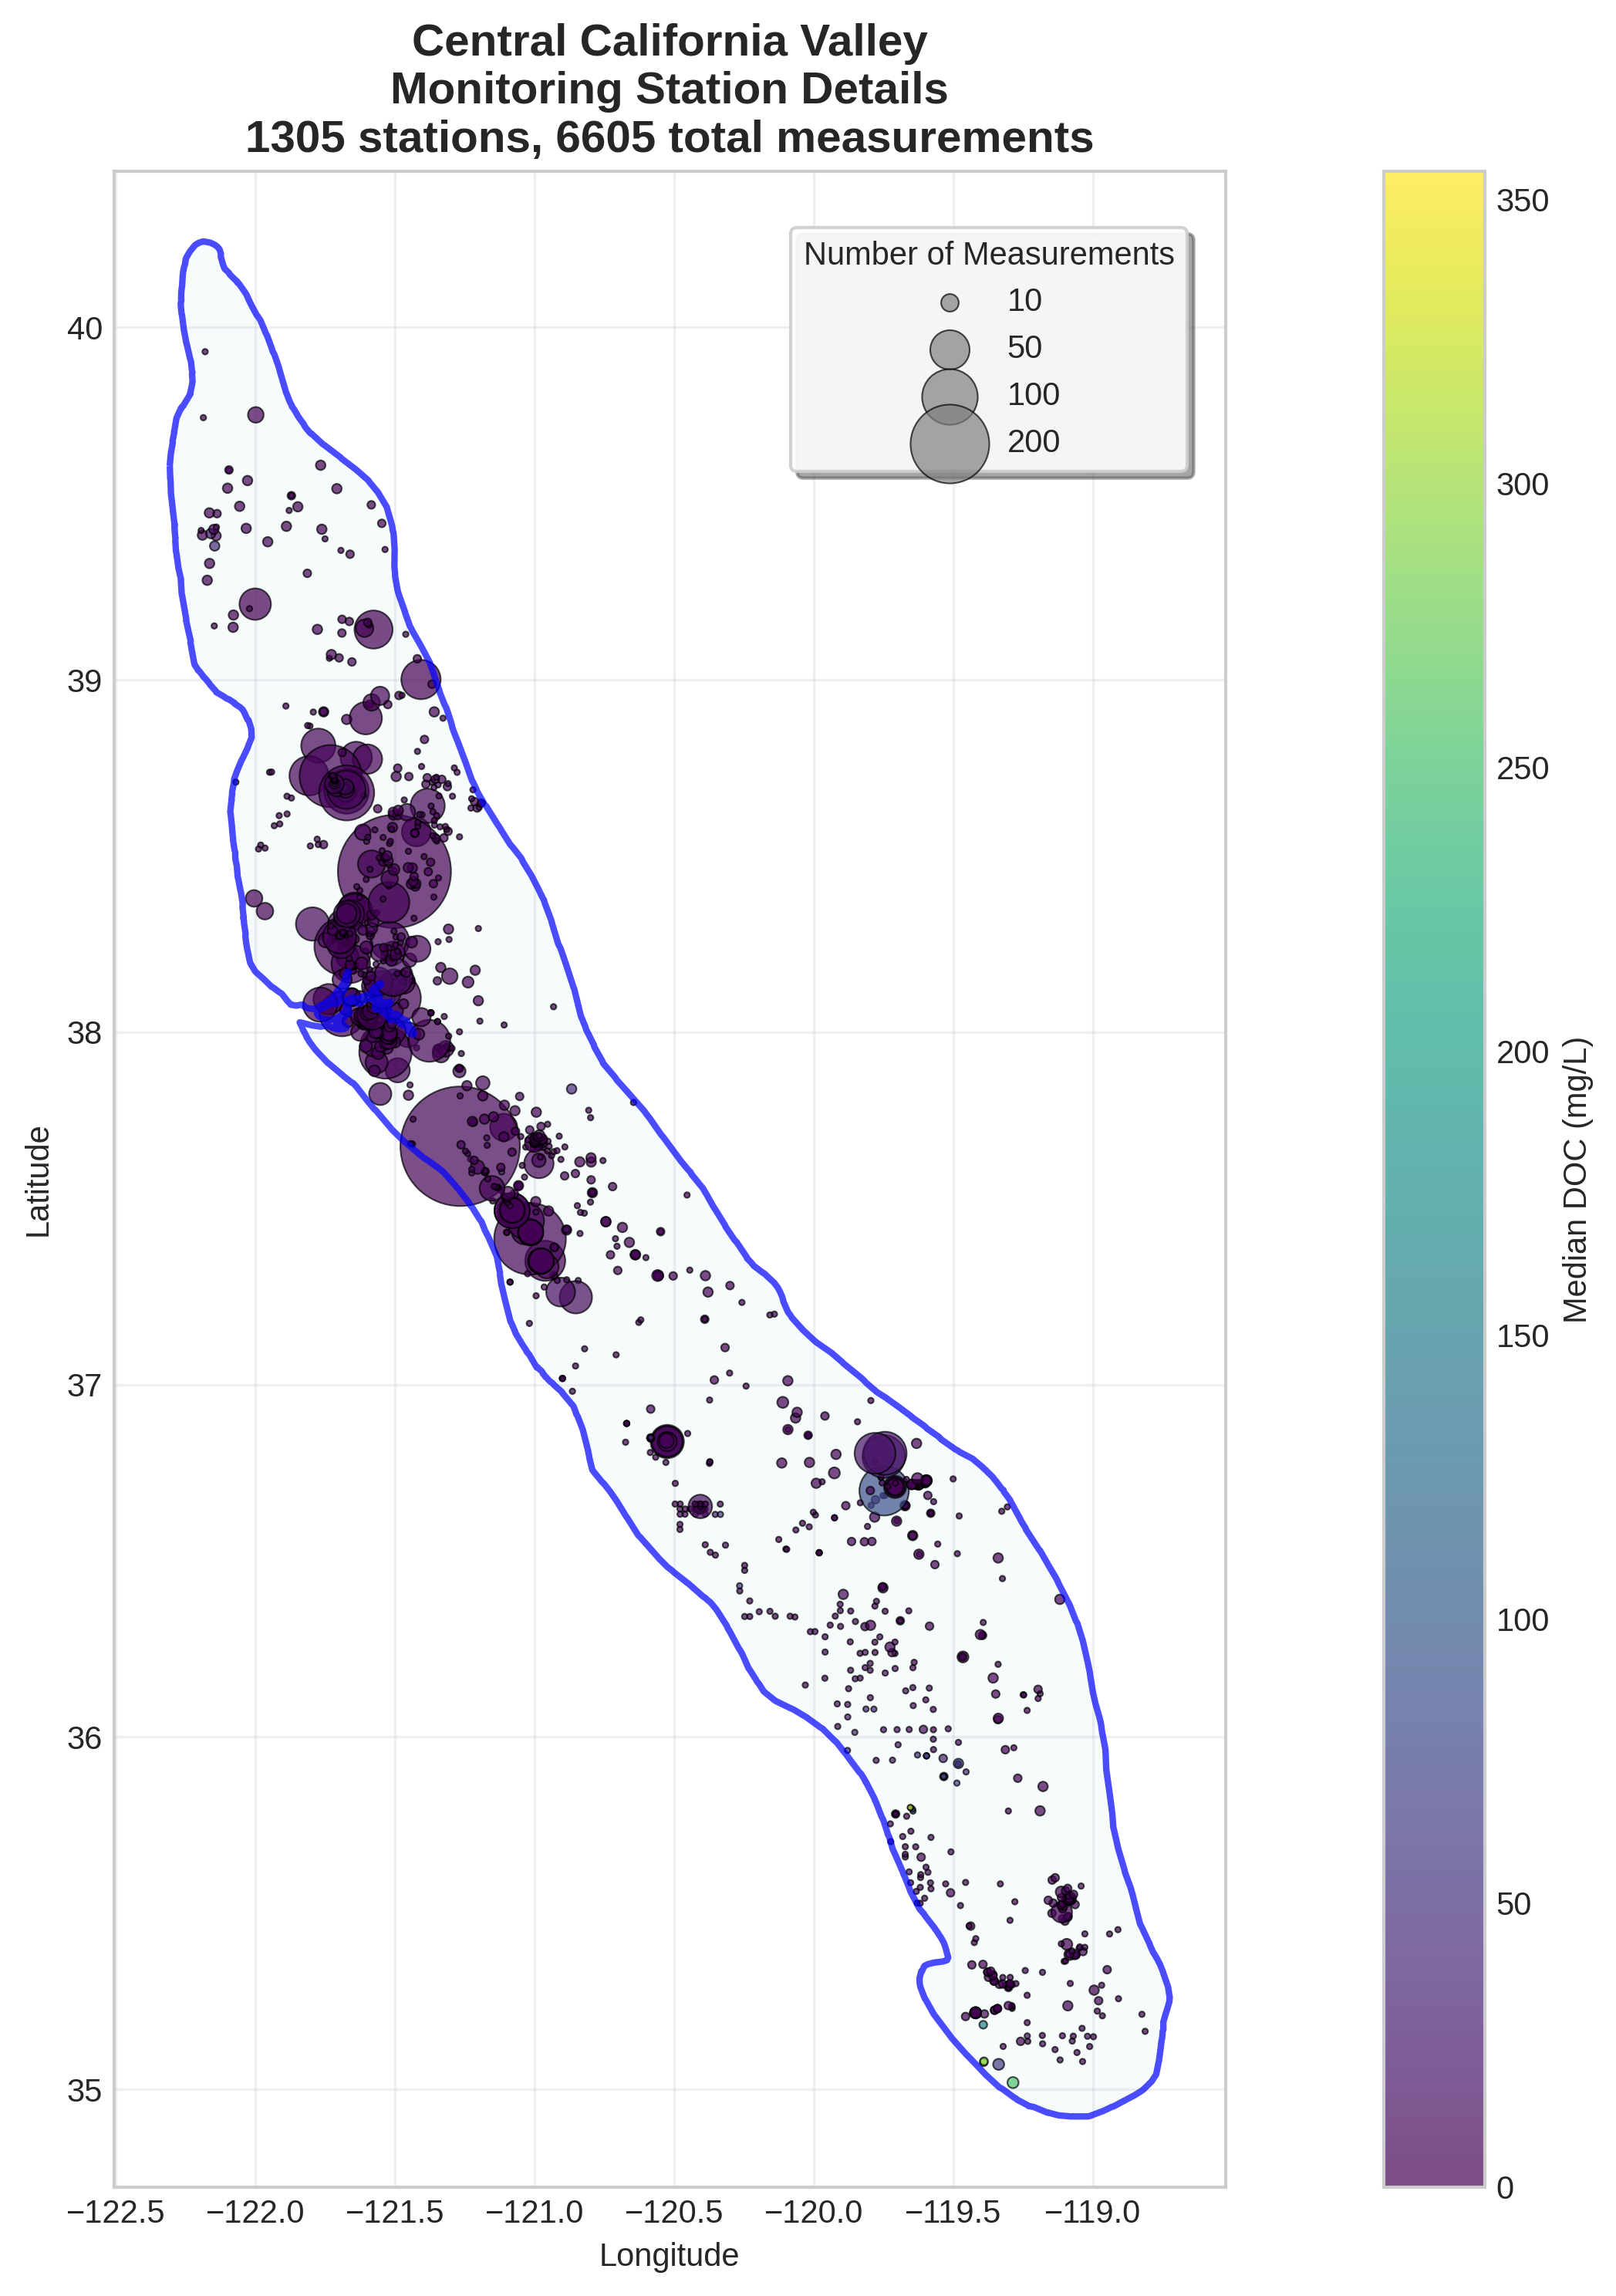 Central California Valley
Monitoring Station Details
1305 stations, 6605 total measurements
Number of Measurements
10
50
100
200
40
39
38
37
36
35
Latitude
−122.5 −122.0 −121.5 −121.0 −120.5 −120.0 −119.5 −119.0
Longitude
350
300
250
200
150
100
50
0
Median DOC (mg/L)